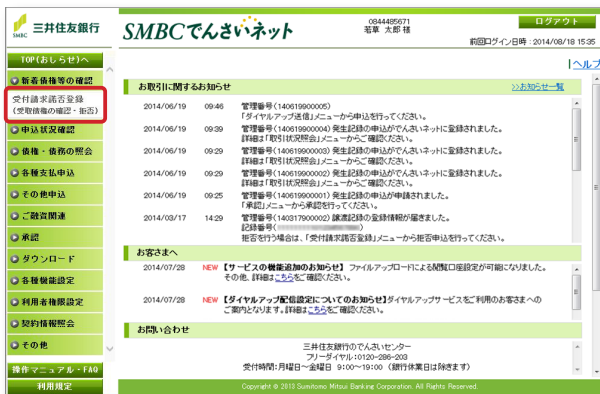 SMBC 三井住友銀行
SMBCでんさいネット
0844485671
若草 太郎 様
ログアウト
前回ログイン日時：2014/08/18 15:35
ヘルプ
TOP(おしらせ)へ
新着債権等の確認
受付請求諾否登録
(受取債権の確認・拒否)
申込状況確認
債権・債務の照会
各種支払申込
その他申込
ご融資関連
承認
ダウンロード
各種機能設定
利用者権限設定
契約情報照会
その他
操作マニュアル・FAQ
利用規定
お取引に関するお知らせ
>>お知らせ一覧
2014/06/19 09:46 管理番号(140619900005)
「ダイヤルアップ送信」メニューから申込を行ってください。
2014/06/19 09:39 管理番号(140619900004) 発生記録の申込がでんさいネットに登録されました。
詳細は「取引状況照会」メニューからご確認ください。
2014/06/19 09:29 管理番号(140619900003) 発生記録の申込がでんさいネットに登録されました。
詳細は「取引状況照会」メニューからご確認ください。
2014/06/19 09:29 管理番号(140619900002) 発生記録の申込がでんさいネットに登録されました。
詳細は「取引状況照会」メニューからご確認ください。
2014/06/19 09:25 管理番号(140619900001) 発生記録の申込が申請されました。
「承認」メニューから承認を行ってください。
2014/03/17 14:29 管理番号(140317900002) 譲渡記録の登録情報が届きました。
記録番号( )
拒否を行う場合は、「受付請求諾否登録」メニューから拒否申込を行ってください。
お客さまへ
2014/07/28 NEW 【サービスの機能追加のお知らせ】 ファイルアップロードによる閲覧口座設定が可能になりました。
その他、詳細はこちらをご確認ください。
2014/07/28 NEW 【ダイヤルアップ配信設定についてのお知らせ】ダイヤルアップサービスをご利用のお客さまへの
ご案内となります。詳細はこちらをご確認ください。
お問い合わせ
三井住友銀行のでんさいセンター
フリーダイヤル：0120-286-203
受付時間：月曜日～金曜日 9:00～19:00 （銀行休業日は除きます）
Copyright © 2013 Sumitomo Mitsui Banking Corporation. All Rights Reserved.